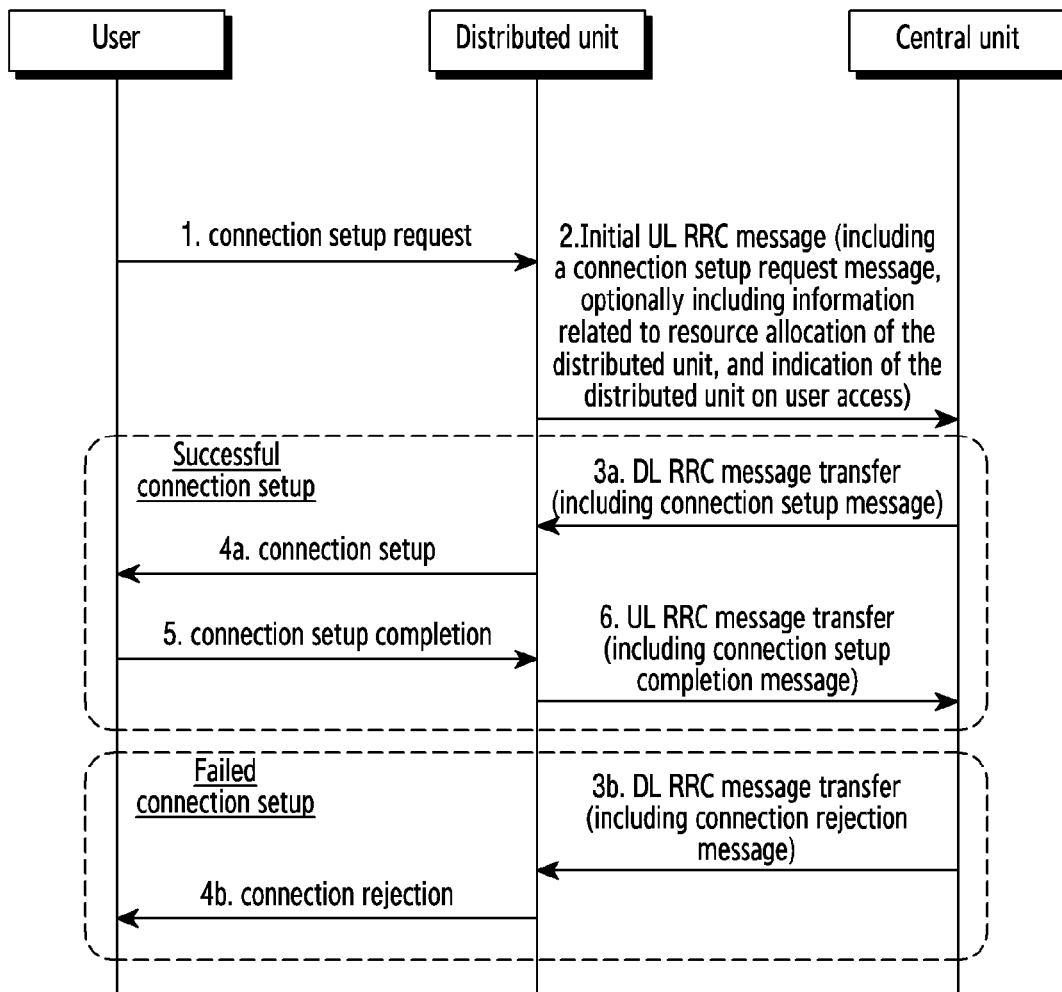 User
Distributed unit
Central unit
1. connection setup request
2.Initial UL RRC message (including
a connection setup request message,
optionally including information
related to resource allocation of the
distributed unit, and indication of the
distributed unit on user access)
Successful
connection setup
3a. DL RRC message transfer
(including connection setup message)
4a. connection setup
5. connection setup completion
6. UL RRC message transfer
(including connection setup
completion message)
Failed
connection setup
3b. DL RRC message transfer
(including connection rejection
message)
4b. connection rejection